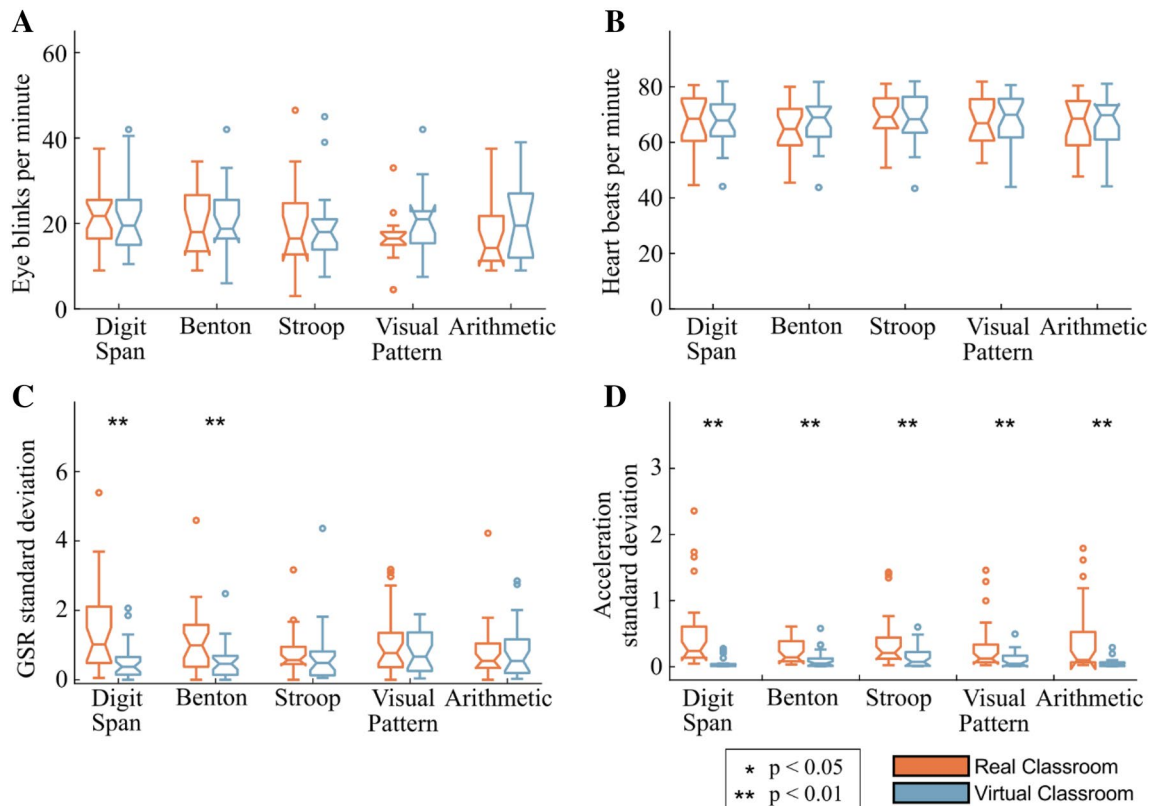 A
Eye blinks per minute
60
40
20
0
Digit Span
Benton
Stroop
Visual Pattern
Arithmetic
B
Heart beats per minute
80
60
40
20
0
Digit Span
Benton
Stroop
Visual Pattern
Arithmetic
C
GSR standard deviation
6
4
2
0
** **
Digit Span
Benton
Stroop
Visual Pattern
Arithmetic
D
Acceleration
standard deviation
3
2
1
0
** ** ** ** **
Digit Span
Benton
Stroop
Visual Pattern
Arithmetic
* p < 0.05
** p < 0.01
Real Classroom
Virtual Classroom